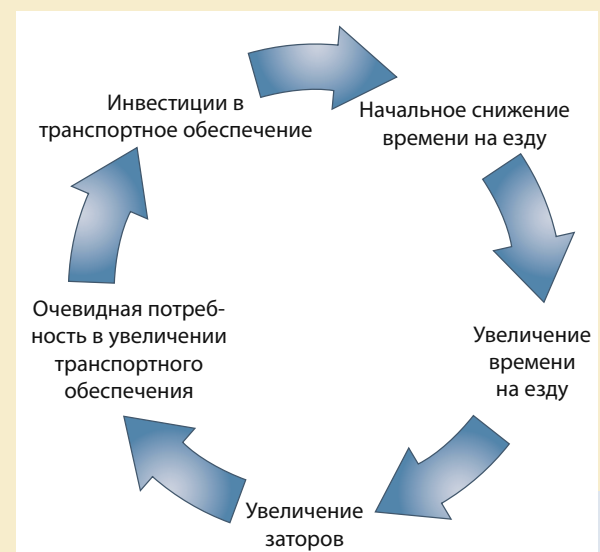 Инвестиции в
транспортное обеспечение
Начальное снижение
времени на езду
Увеличение
времени
на езду
Увеличение
заторов
Очевидная потреб-
ность в увеличении
транспортного
обеспечения